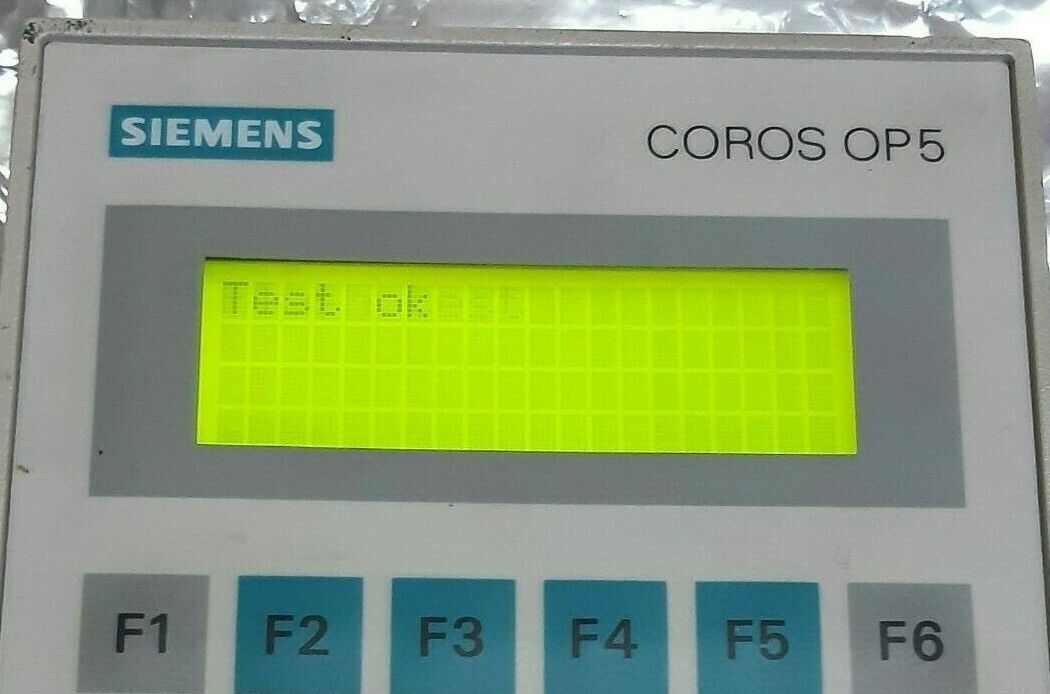 SIEMENS
COROS OP5
Test ok
F1
F2
F3
F4
F5
F6